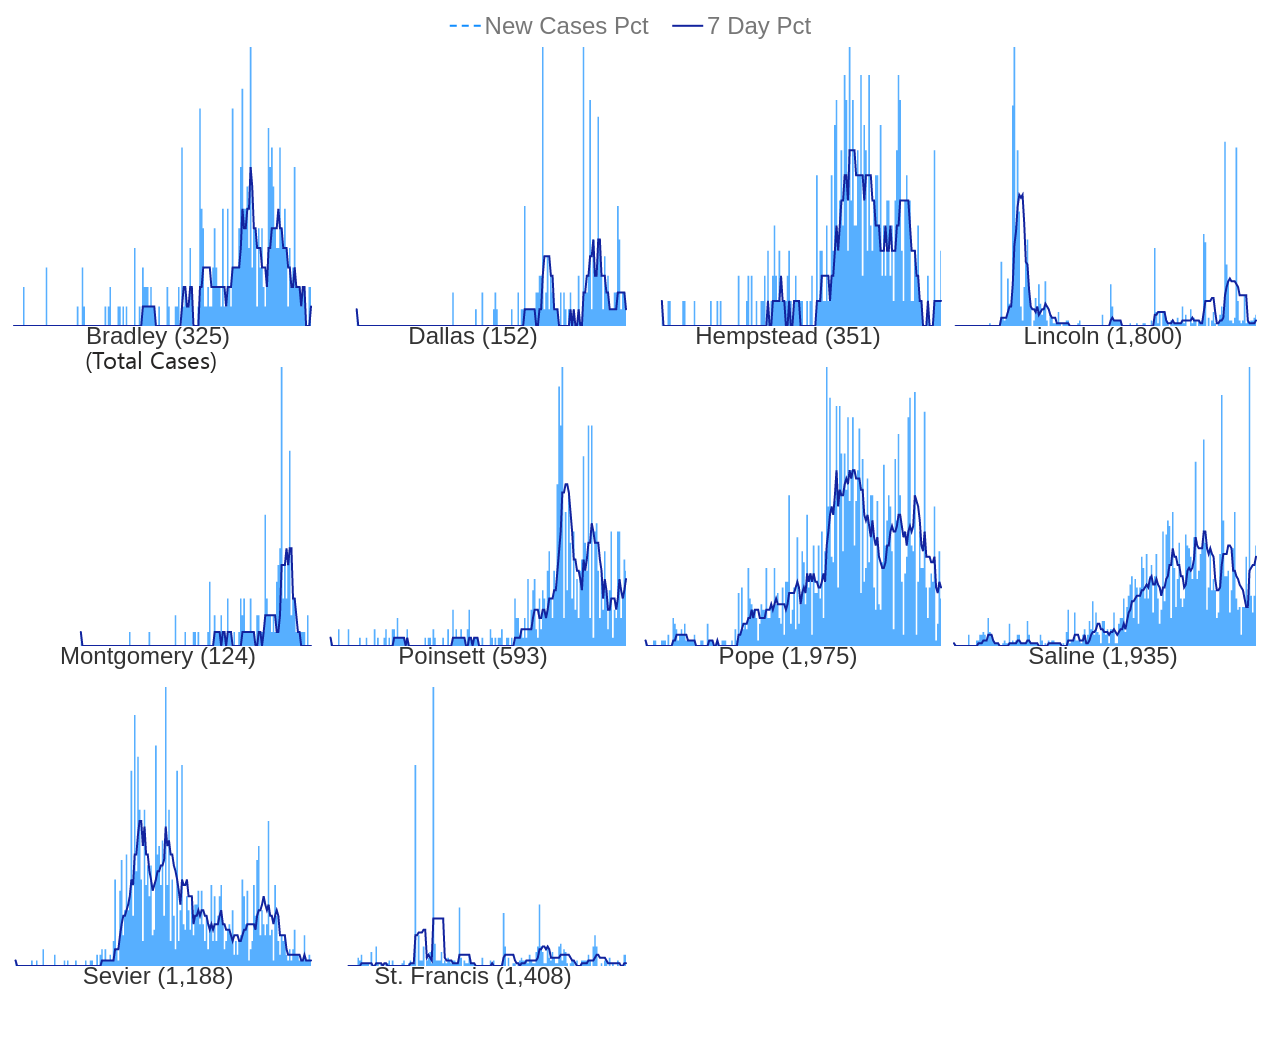 New Cases Pct 7 Day Pct
Bradley (325) Dallas (152) Hempstead (351) Lincoln (1,800)
(Total Cases)
Montgomery (124) Poinsett (593) Pope (1,975) Saline (1,935)
Sevier (1,188) St. Francis (1,408)